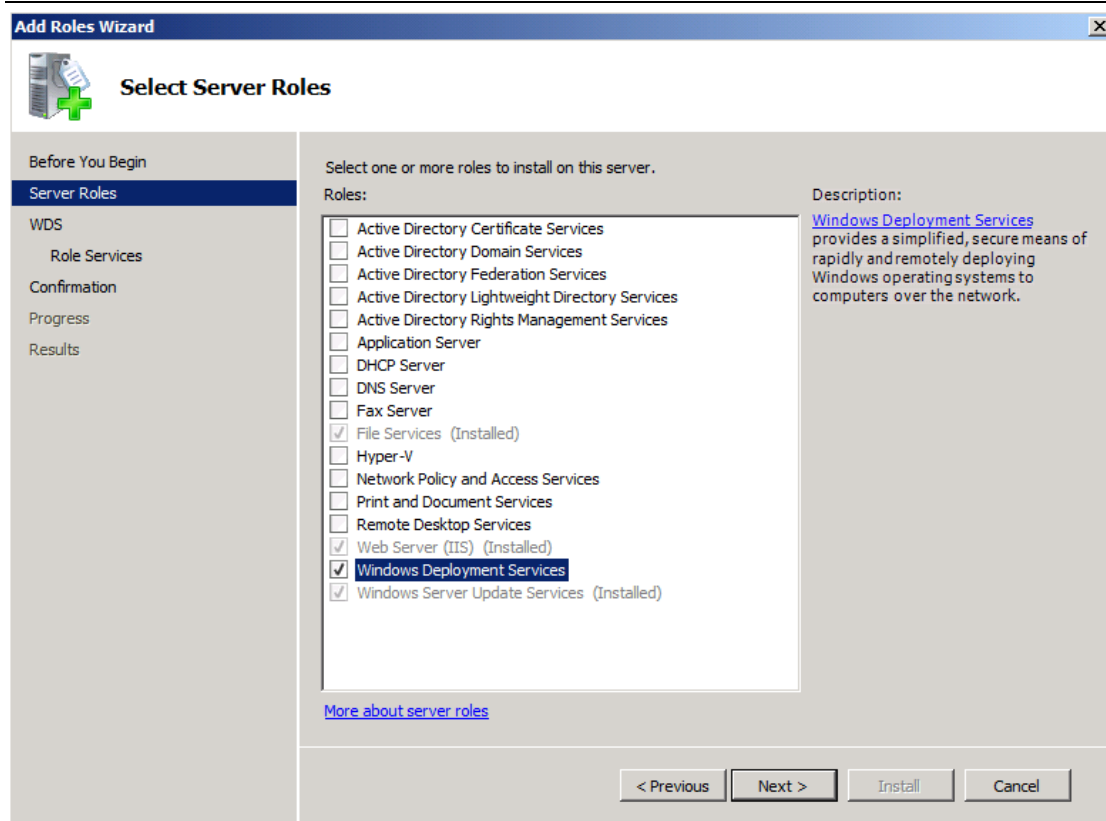 Add Roles Wizard
Select Server Roles
Before You Begin
Server Roles
WDS
Role Services
Confirmation
Progress
Results
Select one or more roles to install on this server.
Roles:
Active Directory Certificate Services
Active Directory Domain Services
Active Directory Federation Services
Active Directory Lightweight Directory Services
Active Directory Rights Management Services
Application Server
DHCP Server
DNS Server
Fax Server
File Services (Installed)
Hyper-V
Network Policy and Access Services
Print and Document Services
Remote Desktop Services
Web Server (IIS) (Installed)
Windows Deployment Services
Windows Server Update Services (Installed)
More about server roles
Description:
Windows Deployment Services
provides a simplified, secure means of
rapidly and remotely deploying
Windows operating systems to
computers over the network.
< Previous
Next >
Install
Cancel